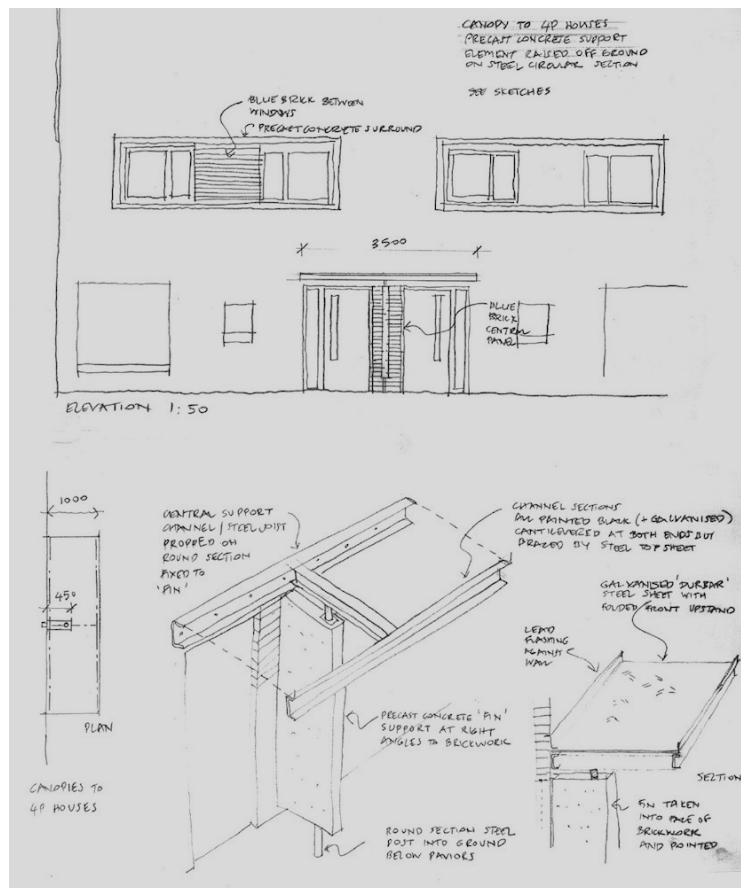 CANOPY TO 4P HOUSES
PRECAST CONCRETE SUPPORT
ELEMENT RAISED OFF GROUND
ON STEEL CIRCULAR SECTION
SEE SKETCHES
BLUE BRICK BETWEEN
WINDOWS
PRECAST CONCRETE SURROUND
3500
BLUE
BRICK
CENTRAL
PANEL
ELEVATION 1:50
1000
450
PLAN
CANOPIES TO
4P HOUSES
CENTRAL SUPPORT
CHANNEL / STEEL JOIST
PROPPED ON
ROUND SECTION
FIXED TO
'FIN'
CHANNEL SECTIONS
ALL PAINTED BLACK (+ GALVANISED)
CANTILEVERED AT BOTH ENDS BUT
BRACED BY STEEL TOP SHEET
GALVANISED 'DURBAR'
STEEL SHEET WITH
FOLDED FRONT UPSTAND
LEAD
FLASHING
AGAINST
WALL
PRECAST CONCRETE 'FIN'
SUPPORT AT RIGHT
ANGLES TO BRICKWORK
SECTION
FIN TAKEN
INTO FACE OF
BRICKWORK
AND POINTED
ROUND SECTION STEEL
POST INTO GROUND
BELOW PAVIORS